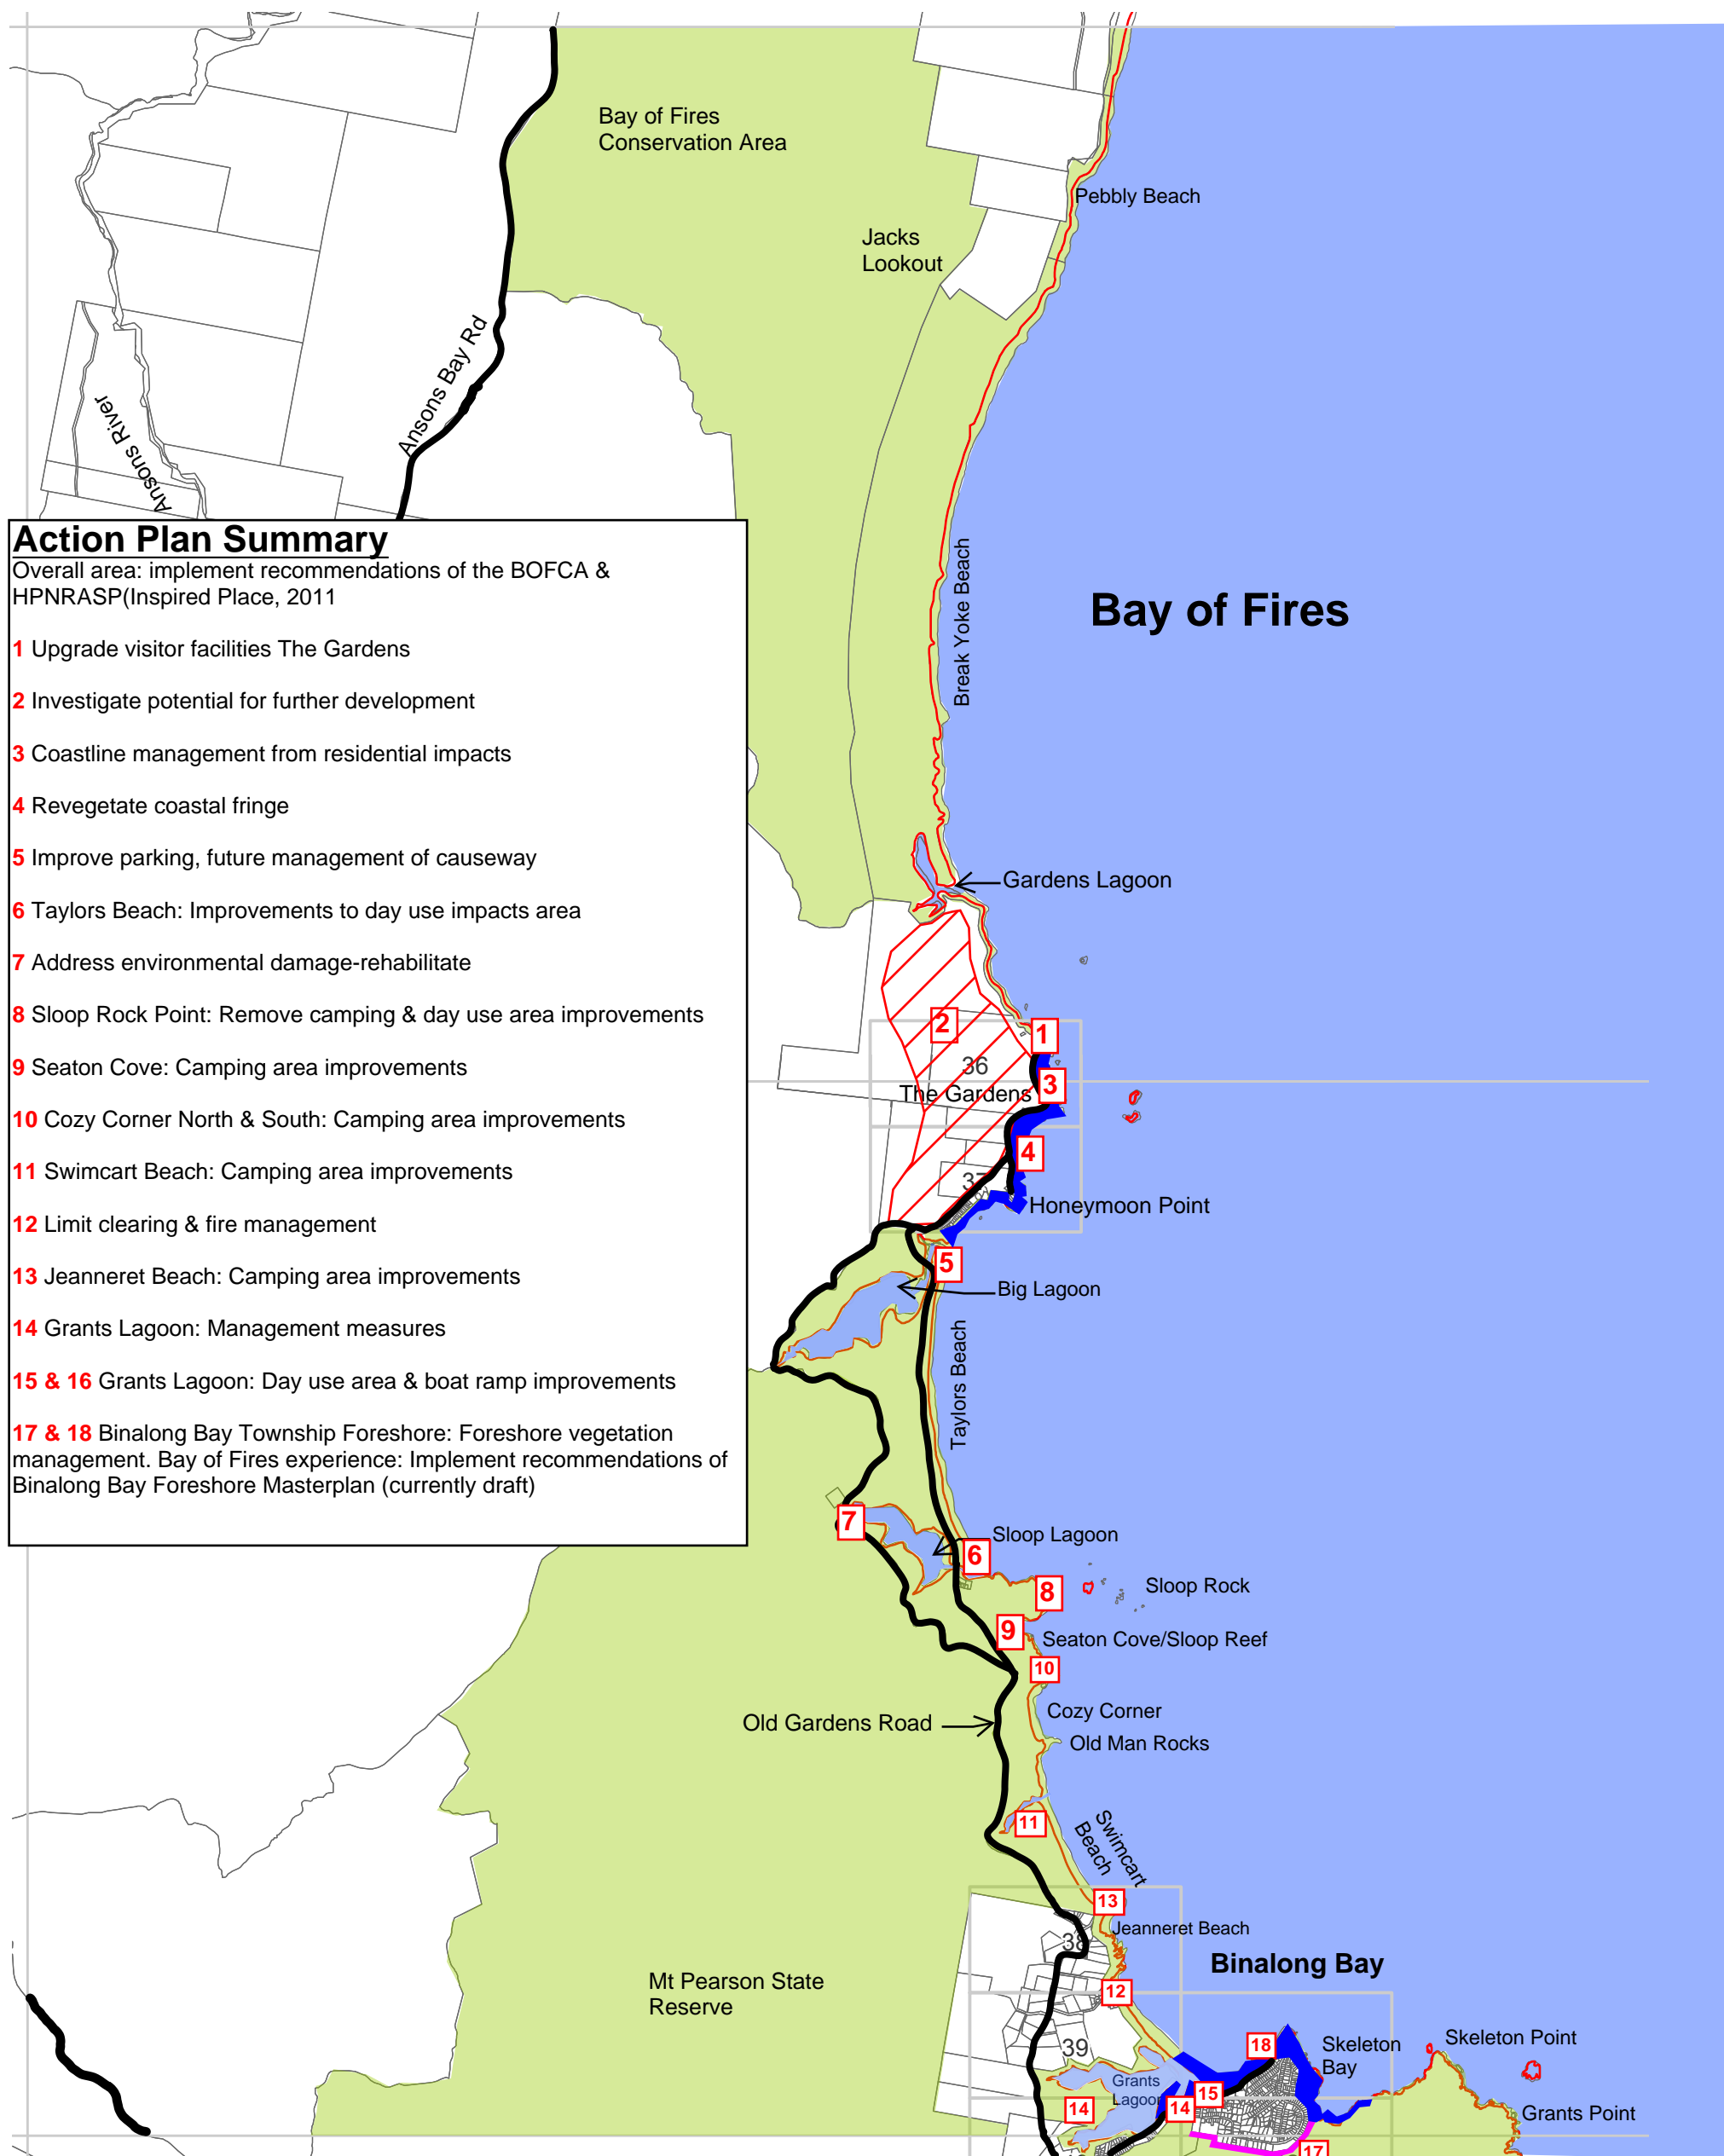 Bay of Fires
Conservation Area
Pebbly Beach
Jacks
Lookout
Ansons Bay Rd
Ansons River
Action Plan Summary
Overall area: implement recommendations of the BOFCA &
HPNRASP(Inspired Place, 2011
1 Upgrade visitor facilities The Gardens
2 Investigate potential for further development
3 Coastline management from residential impacts
4 Revegetate coastal fringe
5 Improve parking, future management of causeway
6 Taylors Beach: Improvements to day use impacts area
7 Address environmental damage-rehabilitate
8 Sloop Rock Point: Remove camping & day use area improvements
9 Seaton Cove: Camping area improvements
10 Cozy Corner North & South: Camping area improvements
11 Swimcart Beach: Camping area improvements
12 Limit clearing & fire management
13 Jeanneret Beach: Camping area improvements
14 Grants Lagoon: Management measures
15 & 16 Grants Lagoon: Day use area & boat ramp improvements
17 & 18 Binalong Bay Township Foreshore: Foreshore vegetation
management. Bay of Fires experience: Implement recommendations of
Binalong Bay Foreshore Masterplan (currently draft)
Break Yoke Beach
Bay of Fires
Gardens Lagoon
2
1
36
3
The Gardens
4
37
Honeymoon Point
5
Big Lagoon
Taylors Beach
7
Sloop Lagoon
6
8
Sloop Rock
9
Seaton Cove/Sloop Reef
10
Cozy Corner
Old Gardens Road
Old Man Rocks
11
Swimcart
Beach
13
Jeanneret Beach
38
Binalong Bay
Mt Pearson State
Reserve
12
39
18
Skeleton
Bay
Skeleton Point
Grants
Lagoon
15
14
14
Grants Point
17